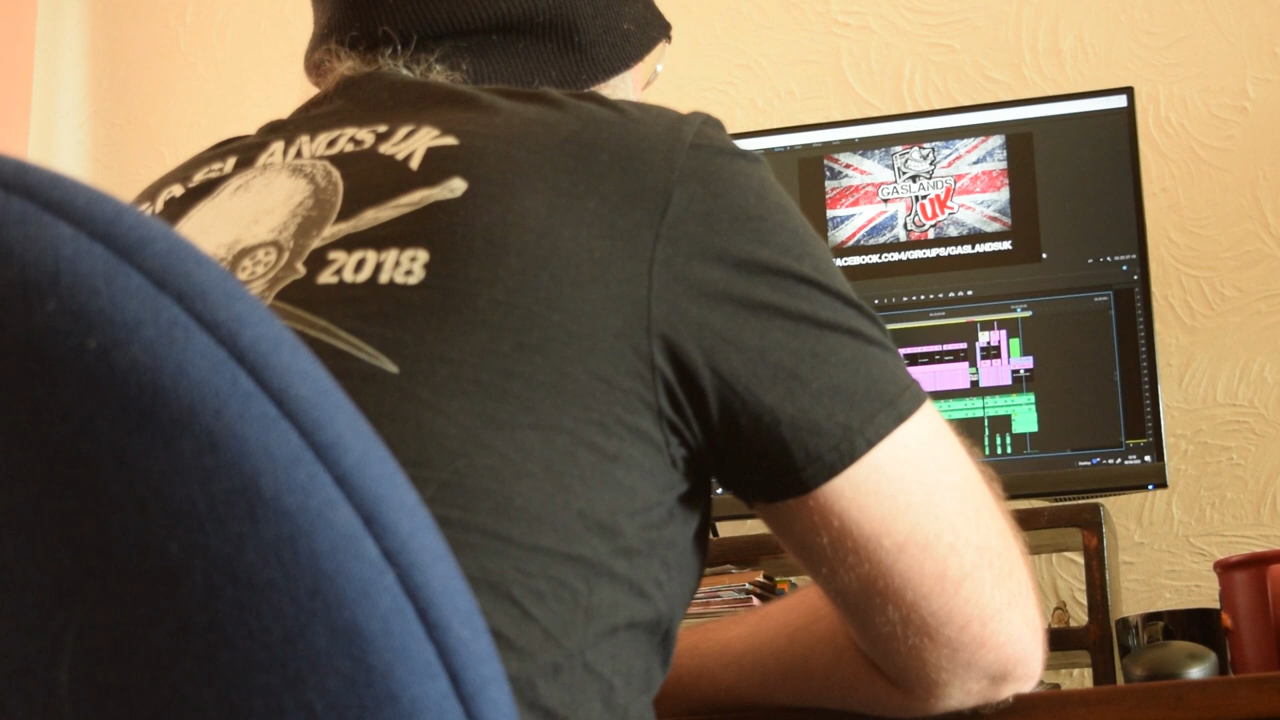 GASLANDS UK
2018
GASLANDS
UK
FACEBOOK.COM/GROUPS/GASLANDSUK